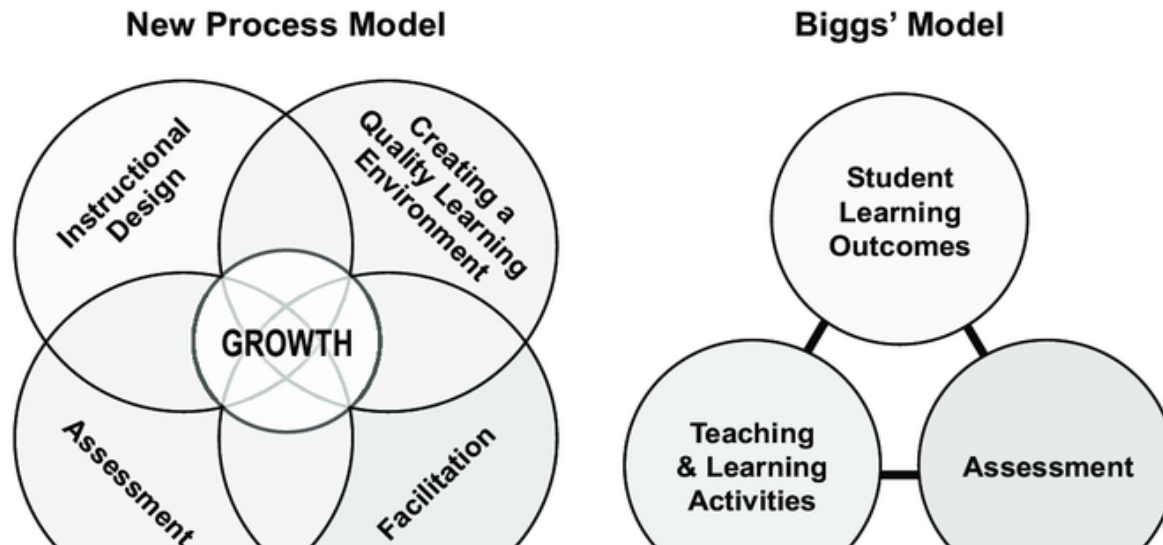 New Process Model
Biggs' Model
Instructional
Design
Creating a
Quality Learning
Environment
GROWTH
Assessment
Facilitation
Student
Learning
Outcomes
Teaching
& Learning
Activities
Assessment